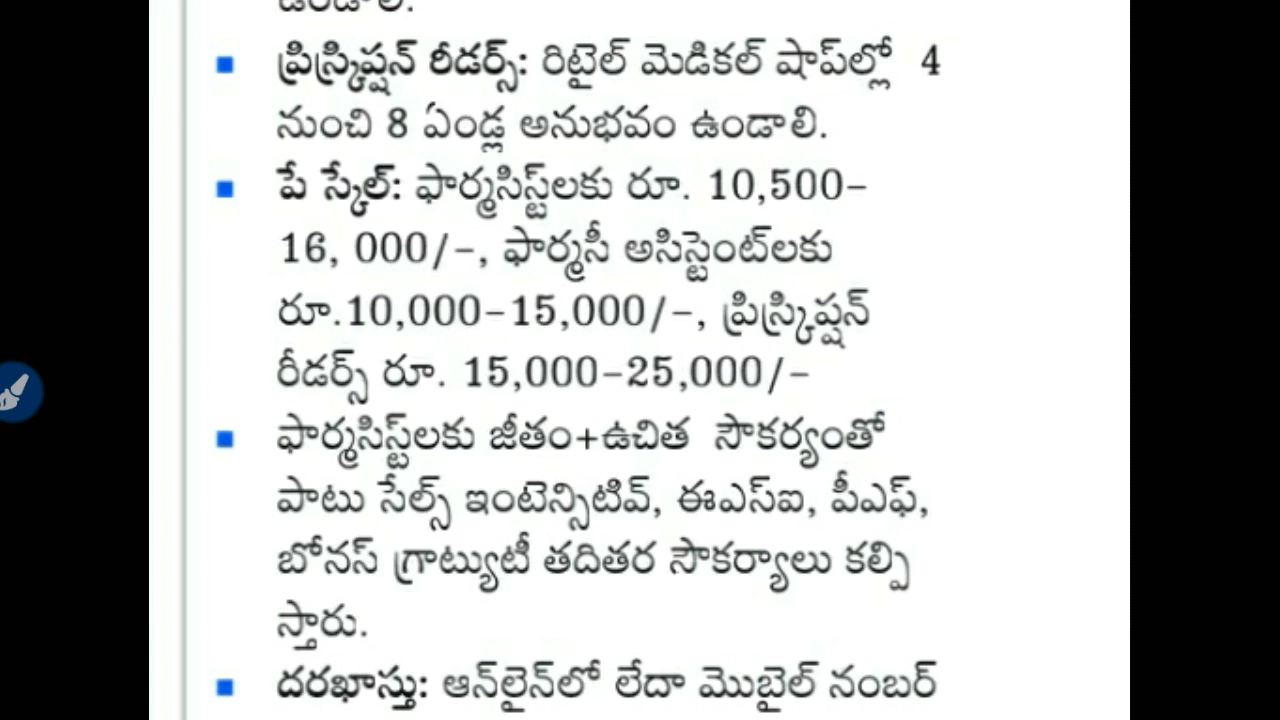 ఉండాలి.
ప్రిస్క్రిప్షన్ రీడర్స్: రిటైల్ మెడికల్ షాప్‌ల్లో 4
నుంచి 8 ఏండ్ల అనుభవం ఉండాలి.
పే స్కేల్: ఫార్మసిస్ట్‌లకు రూ. 10,500-
16, 000/-, ఫార్మసీ అసిస్టెంట్‌లకు
రూ.10,000-15,000/-, ప్రిస్క్రిప్షన్
రీడర్స్ రూ. 15,000-25,000/-
ఫార్మసిస్ట్‌లకు జీతం+ఉచిత సౌకర్యంతో
పాటు సేల్స్ ఇంటెన్సిటివ్, ఈఎస్ఐ, పీఎఫ్,
బోనస్ గ్రాట్యుటీ తదితర సౌకర్యాలు కల్పి
స్తారు.
దరఖాస్తు: ఆన్‌లైన్‌లో లేదా మొబైల్ నంబర్